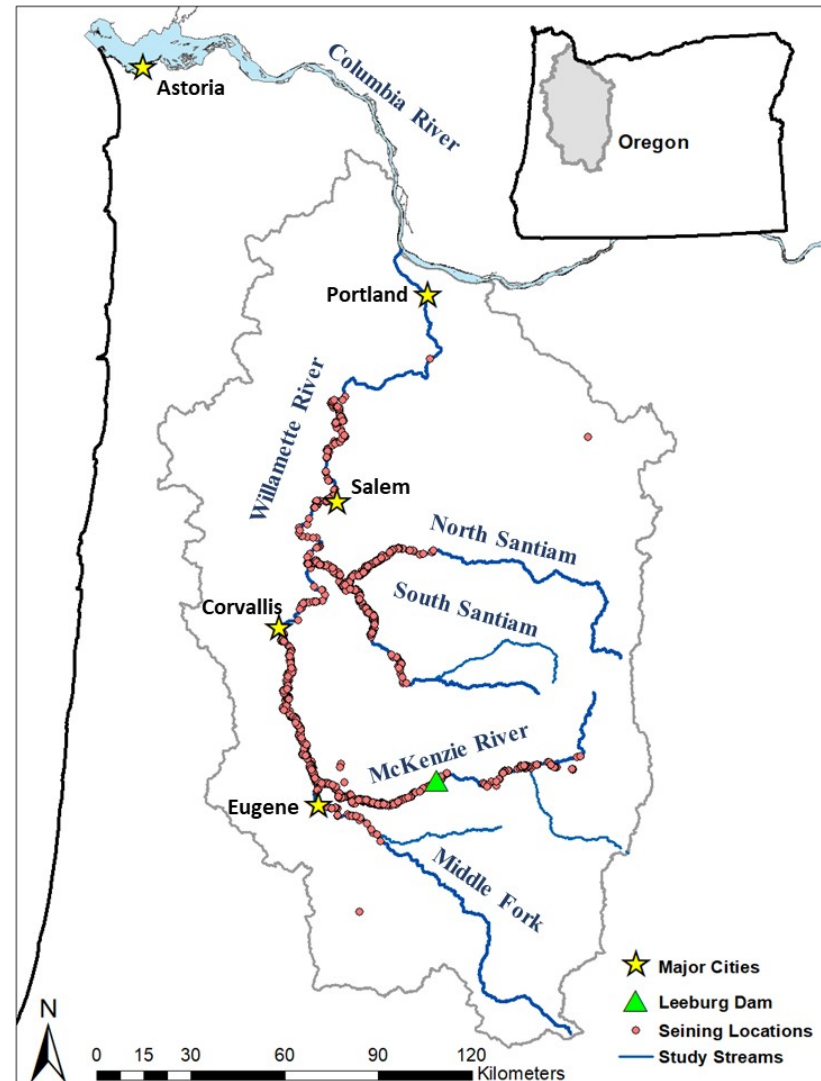 Columbia River
Astoria
Oregon
Portland
Willamette River
Salem
North Santiam
South Santiam
Corvallis
McKenzie River
Eugene
Middle Fork
Major Cities
Leeburg Dam
Seining Locations
Study Streams
N
0 15 30 60 90 120
Kilometers